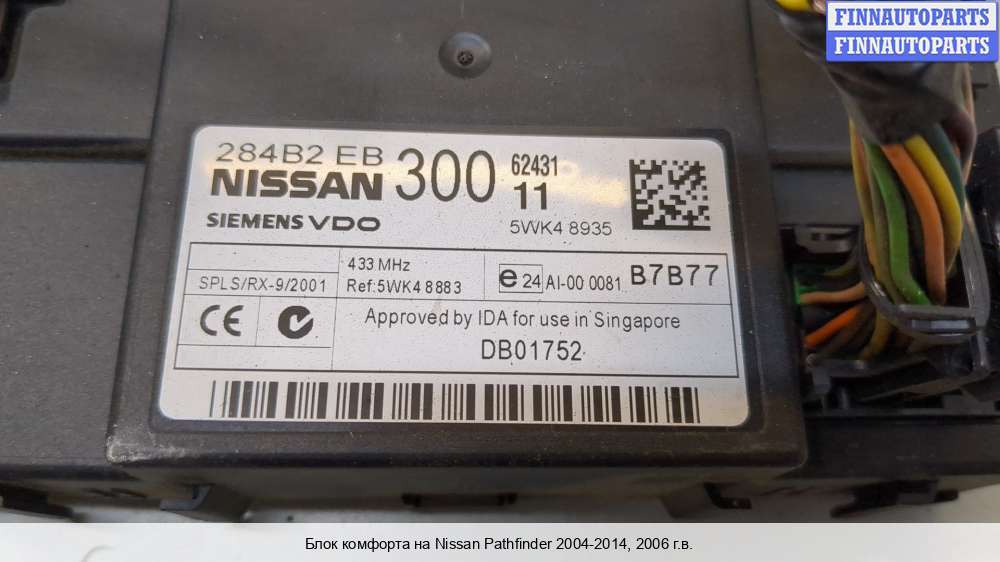 FINNAUTOPARTS
FINNAUTOPARTS
284B2 EB 300 62431
NISSAN 11
SIEMENS VDO 5WK4 8935
433 MHz
SPLS/RX-9/2001 Ref:5WK4 8883 e24 AI-00 0081 B7B77
CE Approved by IDA for use in Singapore
DB01752
Блок комфорта на Nissan Pathfinder 2004-2014, 2006 г.в.